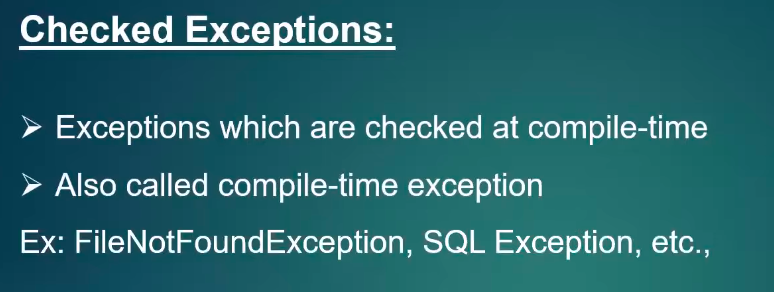 Checked Exceptions:
➢ Exceptions which are checked at compile-time
➢ Also called compile-time exception
Ex: FileNotFoundException, SQL Exception, etc.,